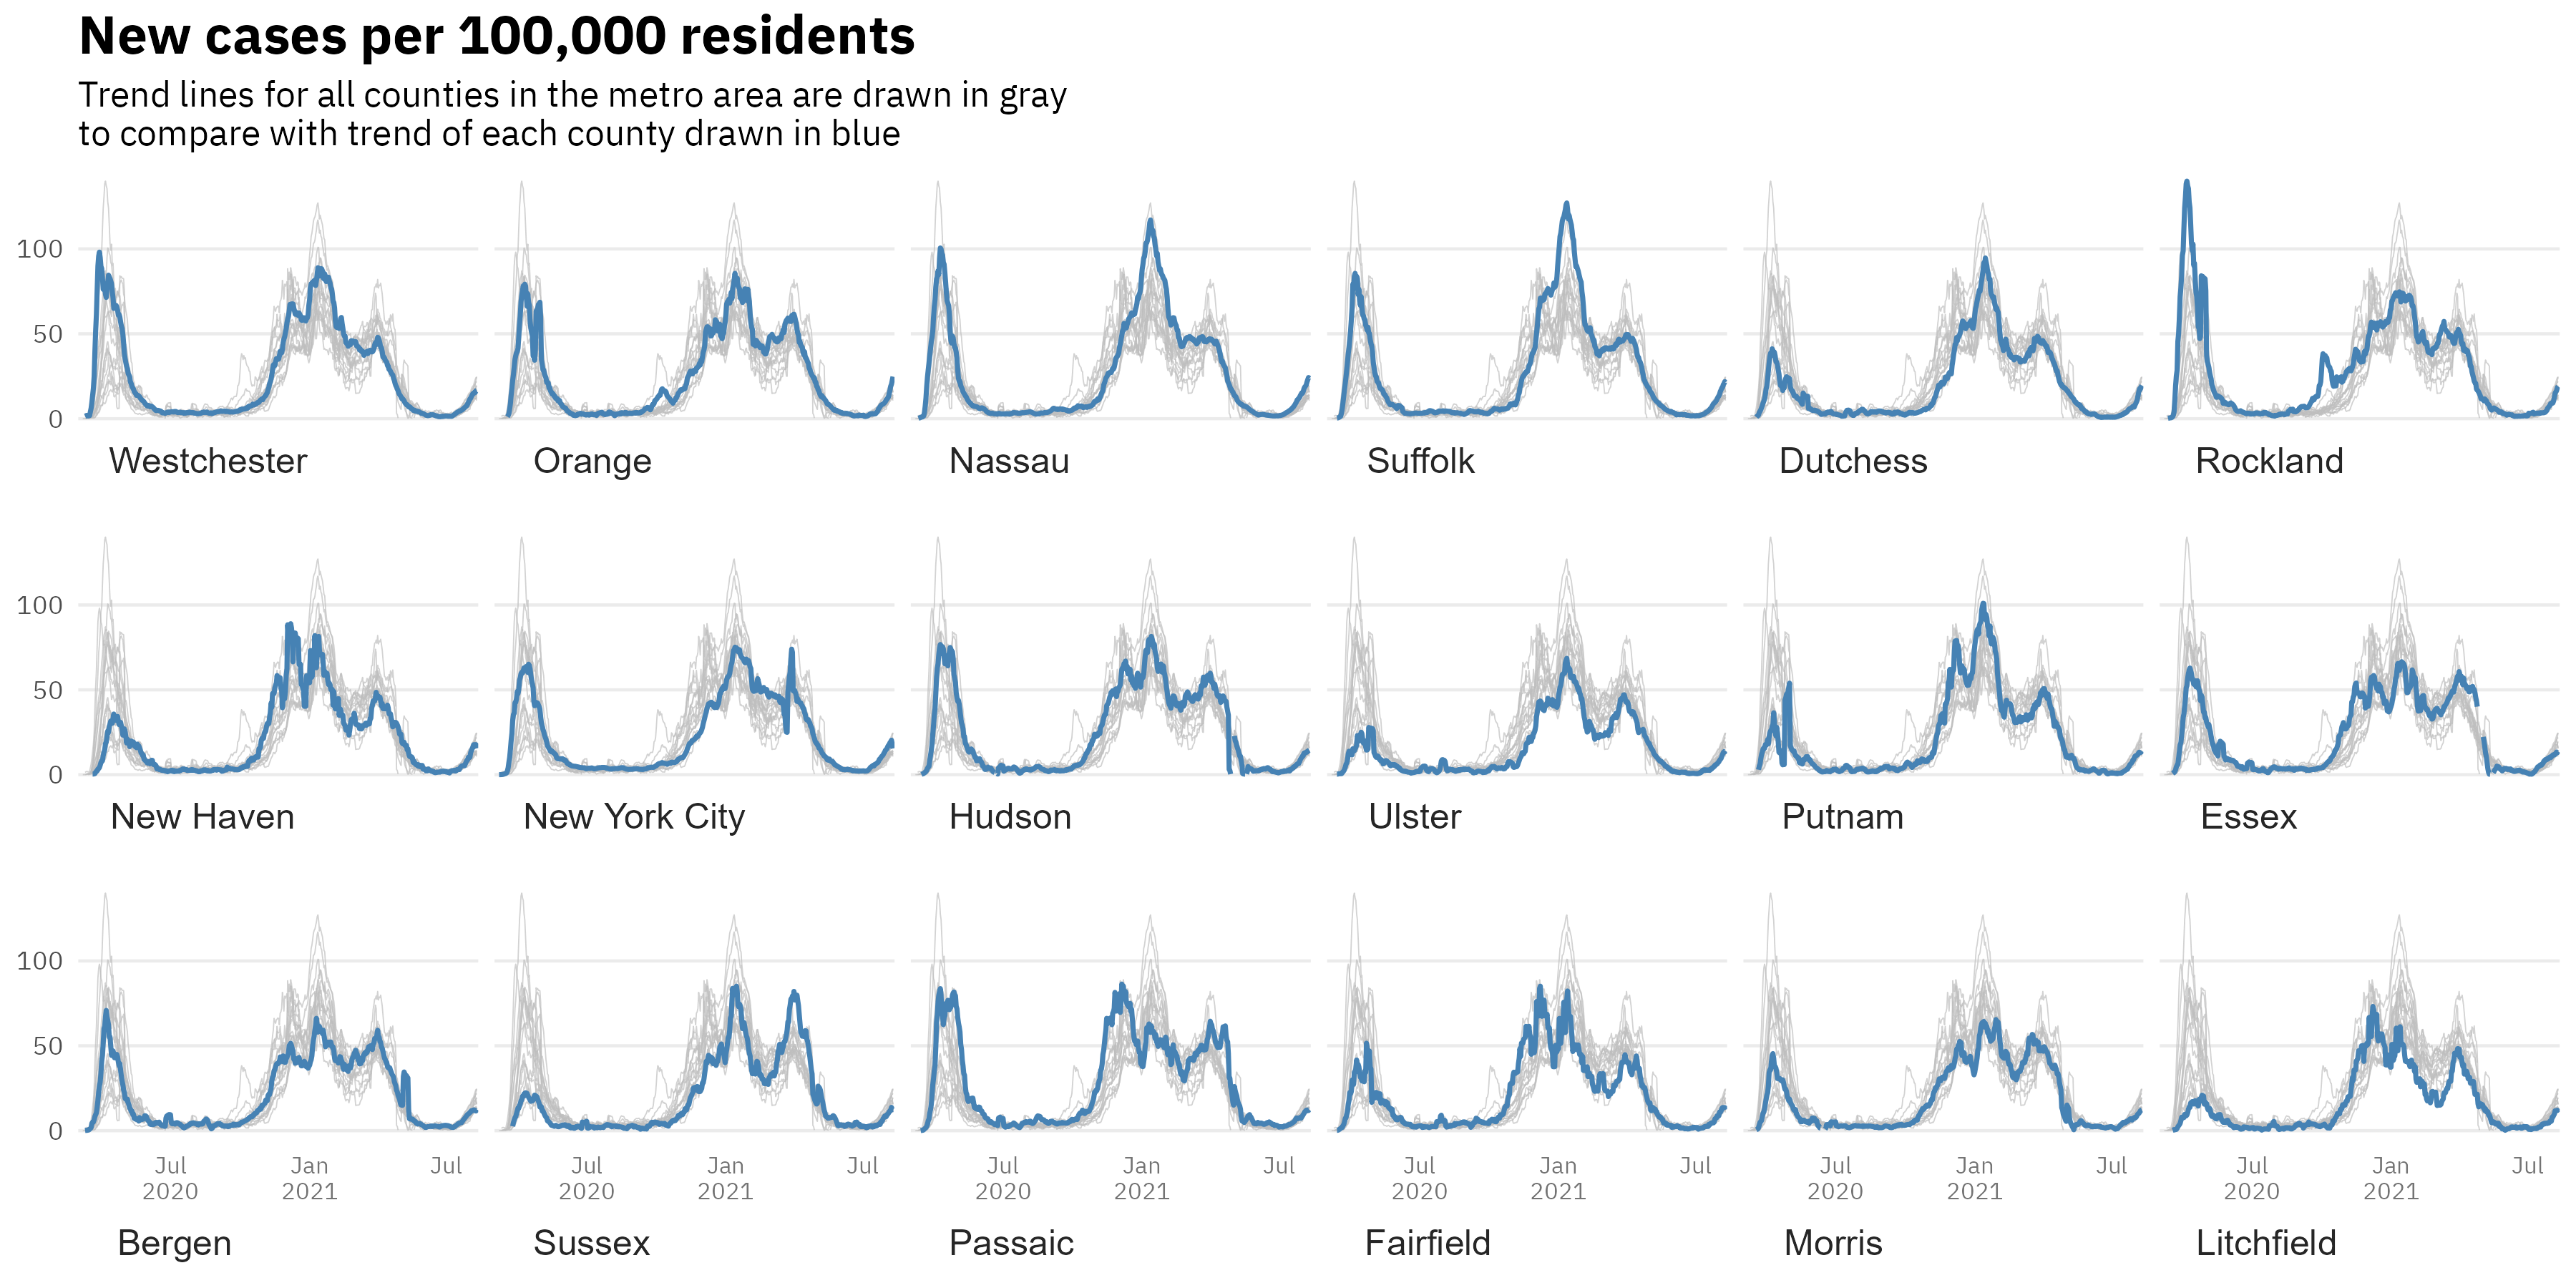 New cases per 100,000 residents
Trend lines for all counties in the metro area are drawn in gray
to compare with trend of each county drawn in blue
100
50
0
Westchester
Orange
Nassau
Suffolk
Dutchess
Rockland
100
50
0
New Haven
New York City
Hudson
Ulster
Putnam
Essex
100
50
0
Jul
2020
Jan
2021
Jul
Jul
2020
Jan
2021
Jul
Jul
2020
Jan
2021
Jul
Jul
2020
Jan
2021
Jul
Jul
2020
Jan
2021
Jul
Jul
2020
Jan
2021
Jul
Bergen
Sussex
Passaic
Fairfield
Morris
Litchfield